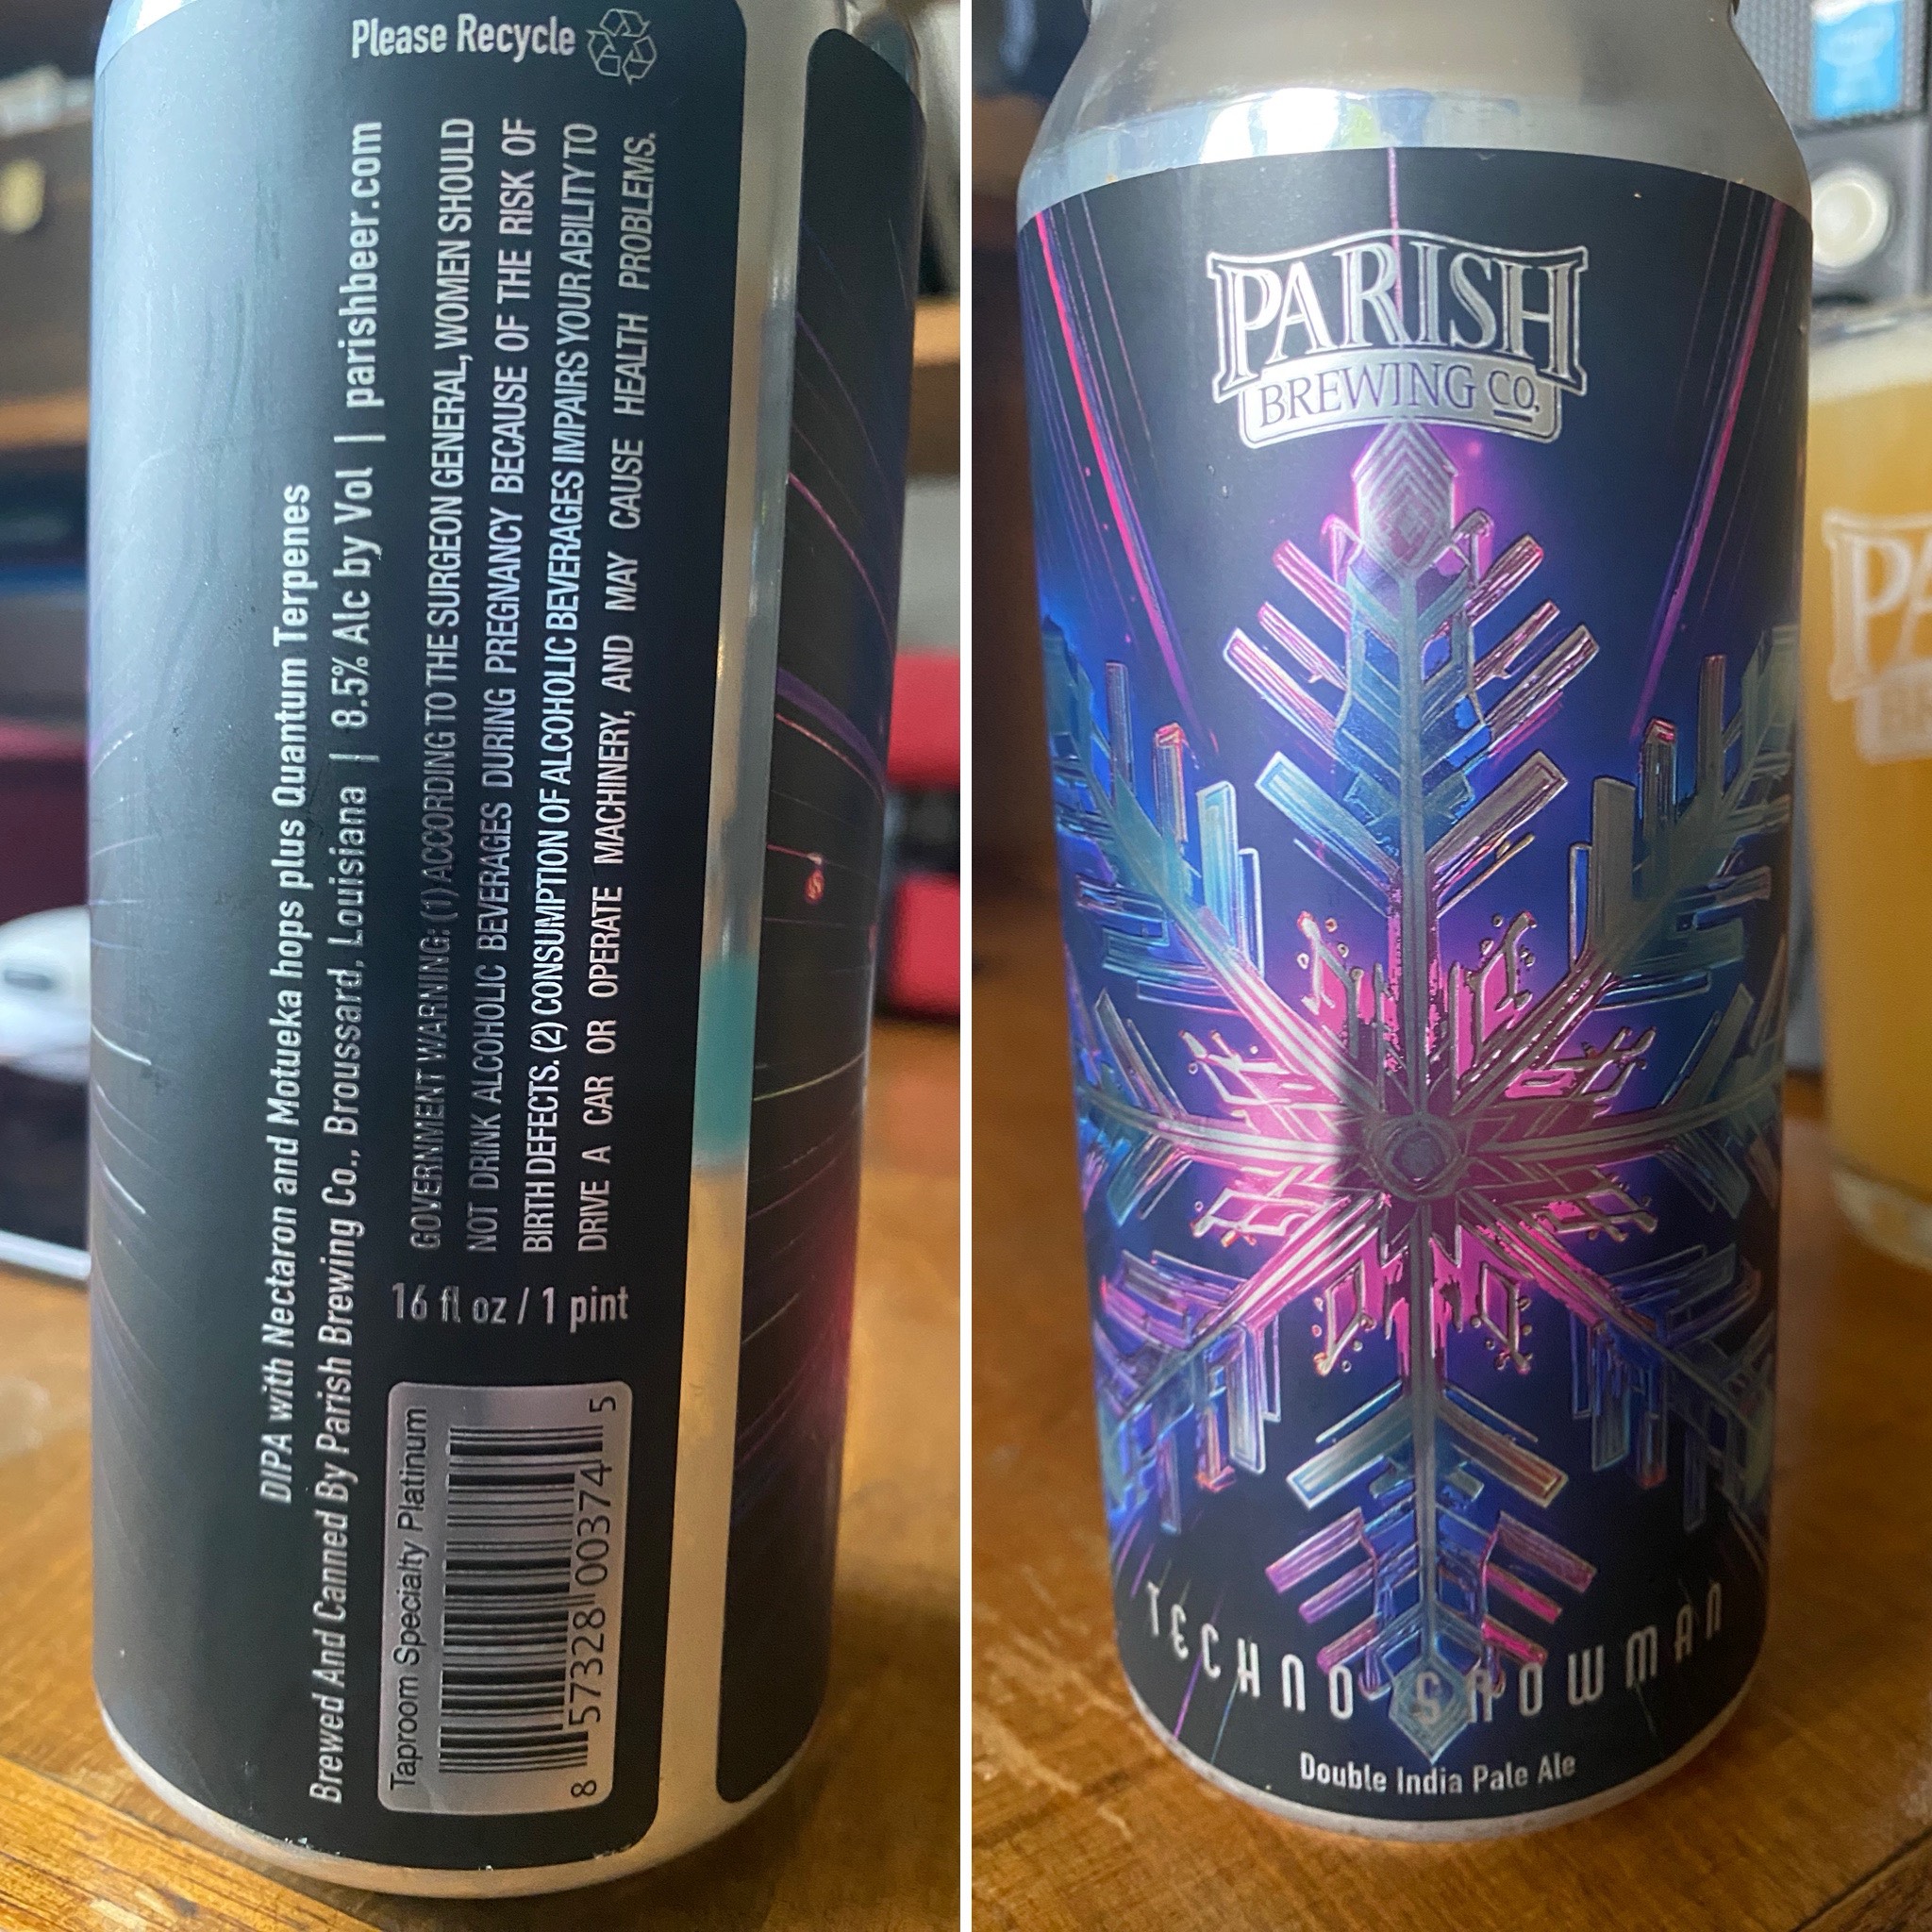 Please Recycle
DIPA with Nectaron and Motueka hops plus Quantum Terpenes
Brewed And Canned By Parish Brewing Co., Broussard, Louisiana | 8.5% Alc by Vol | parishbeer.com
GOVERNMENT WARNING: (1) ACCORDING TO THE SURGEON GENERAL, WOMEN SHOULD
NOT DRINK ALCOHOLIC BEVERAGES DURING PREGNANCY BECAUSE OF THE RISK OF
BIRTH DEFECTS. (2) CONSUMPTION OF ALCOHOLIC BEVERAGES IMPAIRS YOUR ABILITY TO
DRIVE A CAR OR OPERATE MACHINERY, AND MAY CAUSE HEALTH PROBLEMS.
16 fl oz / 1 pint
Taproom Specialty Platinum
8 57328 00374 5
PARISH
BREWING CO.
TECHNO SNOWMAN
Double India Pale Ale